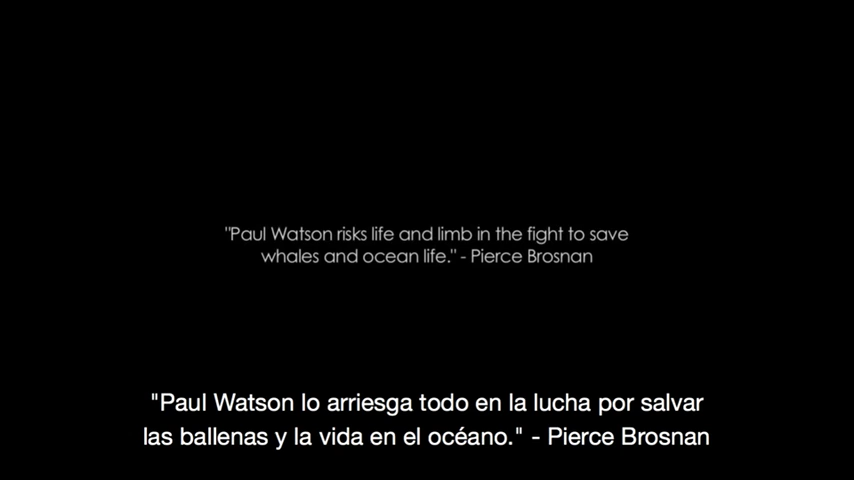 "Paul Watson risks life and limb in the fight to save
whales and ocean life." - Pierce Brosnan
"Paul Watson lo arriesga todo en la lucha por salvar
las ballenas y la vida en el océano." - Pierce Brosnan